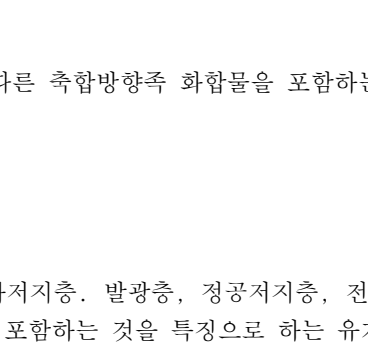 다른 축합방향족 화합물을 포함하는
자저지층. 발광층, 정공저지층, 전
포함하는 것을 특징으로 하는 유기